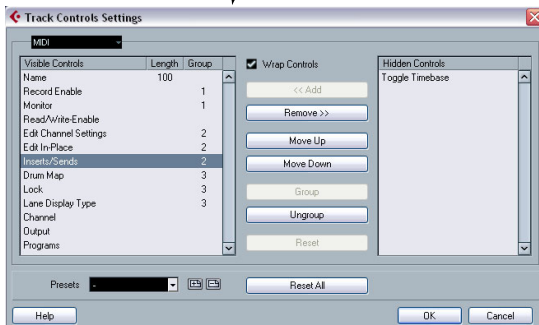 Track Controls Settings
MIDI
Visible Controls Length Group
Name 100
Record Enable 1
Monitor 1
Read/Write-Enable
Edit Channel Settings 2
Edit In-Place 2
Inserts/Sends 2
Drum Map 3
Lock 3
Lane Display Type 3
Channel
Output
Programs
Wrap Controls
<< Add
Remove >>
Move Up
Move Down
Group
Ungroup
Reset
Hidden Controls
Toggle Timebase
Presets -
Reset All
Help
OK
Cancel